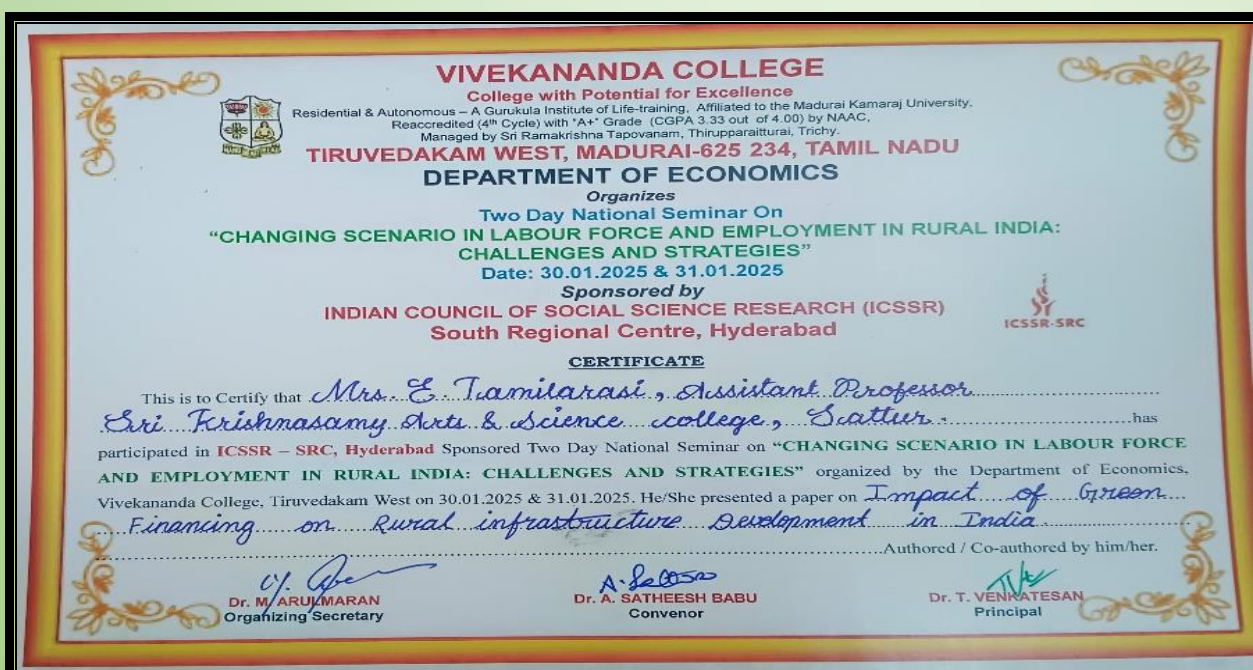 VIVEKANANDA COLLEGE
College with Potential for Excellence
Residential & Autonomous – A Gurukula Institute of Life-training, Affiliated to the Madurai Kamaraj University.
Reaccredited (4th Cycle) with "A+" Grade (CGPA 3.33 out of 4.00) by NAAC,
Managed by Sri Ramakrishna Tapovanam, Thirupparaitturai, Trichy.
TIRUVEDAKAM WEST, MADURAI-625 234, TAMIL NADU
DEPARTMENT OF ECONOMICS
Organizes
Two Day National Seminar On
"CHANGING SCENARIO IN LABOUR FORCE AND EMPLOYMENT IN RURAL INDIA:
CHALLENGES AND STRATEGIES"
Date: 30.01.2025 & 31.01.2025
Sponsored by
INDIAN COUNCIL OF SOCIAL SCIENCE RESEARCH (ICSSR)
South Regional Centre, Hyderabad
ICSSR-SRC
CERTIFICATE
This is to Certify that Mrs. E. Tamilarasi, Assistant Professor
Sri Krishnasamy Arts & Science college, Sattur. has
participated in ICSSR – SRC, Hyderabad Sponsored Two Day National Seminar on "CHANGING SCENARIO IN LABOUR FORCE
AND EMPLOYMENT IN RURAL INDIA: CHALLENGES AND STRATEGIES" organized by the Department of Economics,
Vivekananda College, Tiruvedakam West on 30.01.2025 & 31.01.2025. He/She presented a paper on Impact of Green
Financing on Rural infrastructure Development in India
Authored / Co-authored by him/her.
Dr. M. ARULMARAN
Organizing Secretary
Dr. A. SATHEESH BABU
Convenor
Dr. T. VENKATESAN
Principal